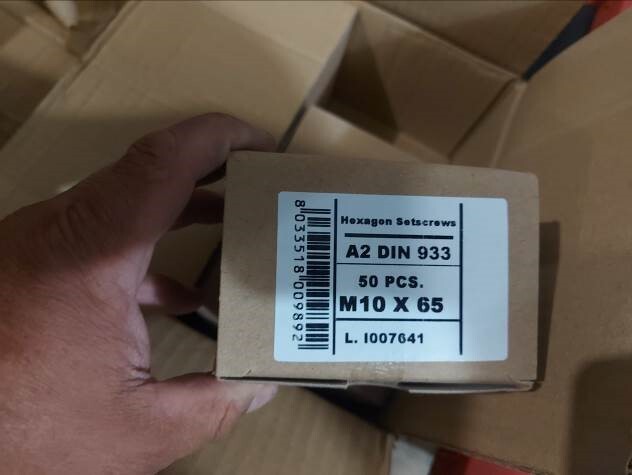 8033518009892
Hexagon Setscrews
A2 DIN 933
50 PCS.
M10 X 65
L. I007641